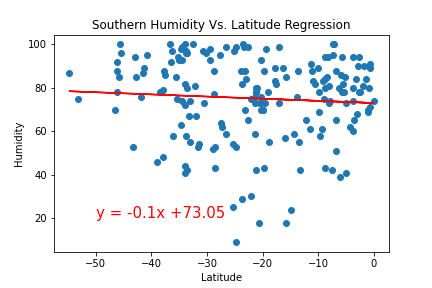 Southern Humidity Vs. Latitude Regression
100
80
60
40
20
Humidity
y = -0.1x +73.05
−50
−40
−30
−20
−10
0
Latitude